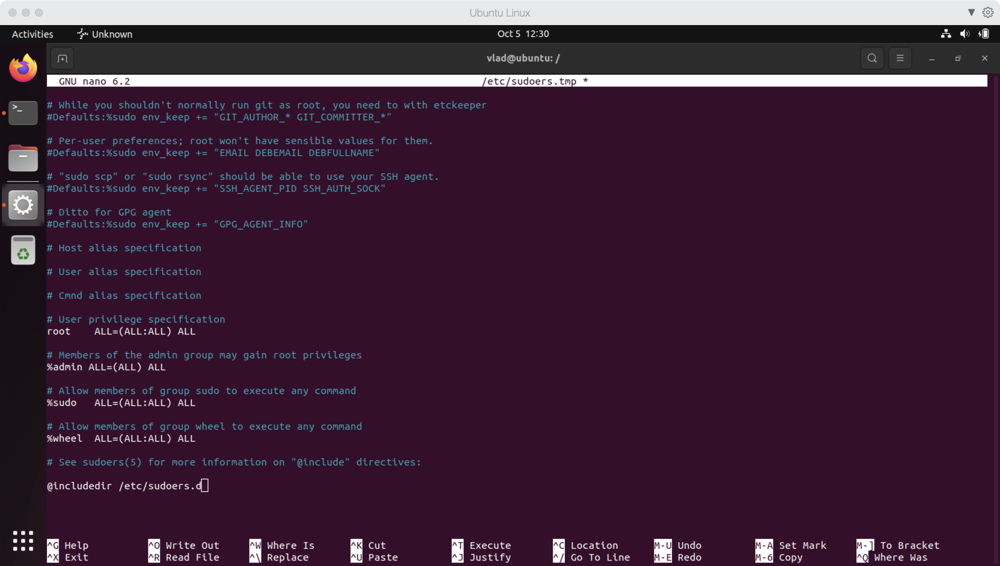 Ubuntu Linux
Activities Unknown Oct 5 12:30
vlad@ubuntu: /
GNU nano 6.2 /etc/sudoers.tmp *
# While you shouldn't normally run git as root, you need to with etckeeper
#Defaults:%sudo env_keep += "GIT_AUTHOR_* GIT_COMMITTER_*"
# Per-user preferences; root won't have sensible values for them.
#Defaults:%sudo env_keep += "EMAIL DEBEMAIL DEBFULLNAME"
# "sudo scp" or "sudo rsync" should be able to use your SSH agent.
#Defaults:%sudo env_keep += "SSH_AGENT_PID SSH_AUTH_SOCK"
# Ditto for GPG agent
#Defaults:%sudo env_keep += "GPG_AGENT_INFO"
# Host alias specification
# User alias specification
# Cmnd alias specification
# User privilege specification
root    ALL=(ALL:ALL) ALL
# Members of the admin group may gain root privileges
%admin ALL=(ALL) ALL
# Allow members of group sudo to execute any command
%sudo   ALL=(ALL:ALL) ALL
# Allow members of group wheel to execute any command
%wheel  ALL=(ALL:ALL) ALL
# See sudoers(5) for more information on "@include" directives:
@includedir /etc/sudoers.d
^G Help ^O Write Out ^W Where Is ^K Cut ^T Execute ^C Location M-U Undo M-A Set Mark M-] To Bracket
^X Exit ^R Read File ^\ Replace ^U Paste ^J Justify ^/ Go To Line M-E Redo M-6 Copy ^Q Where Was